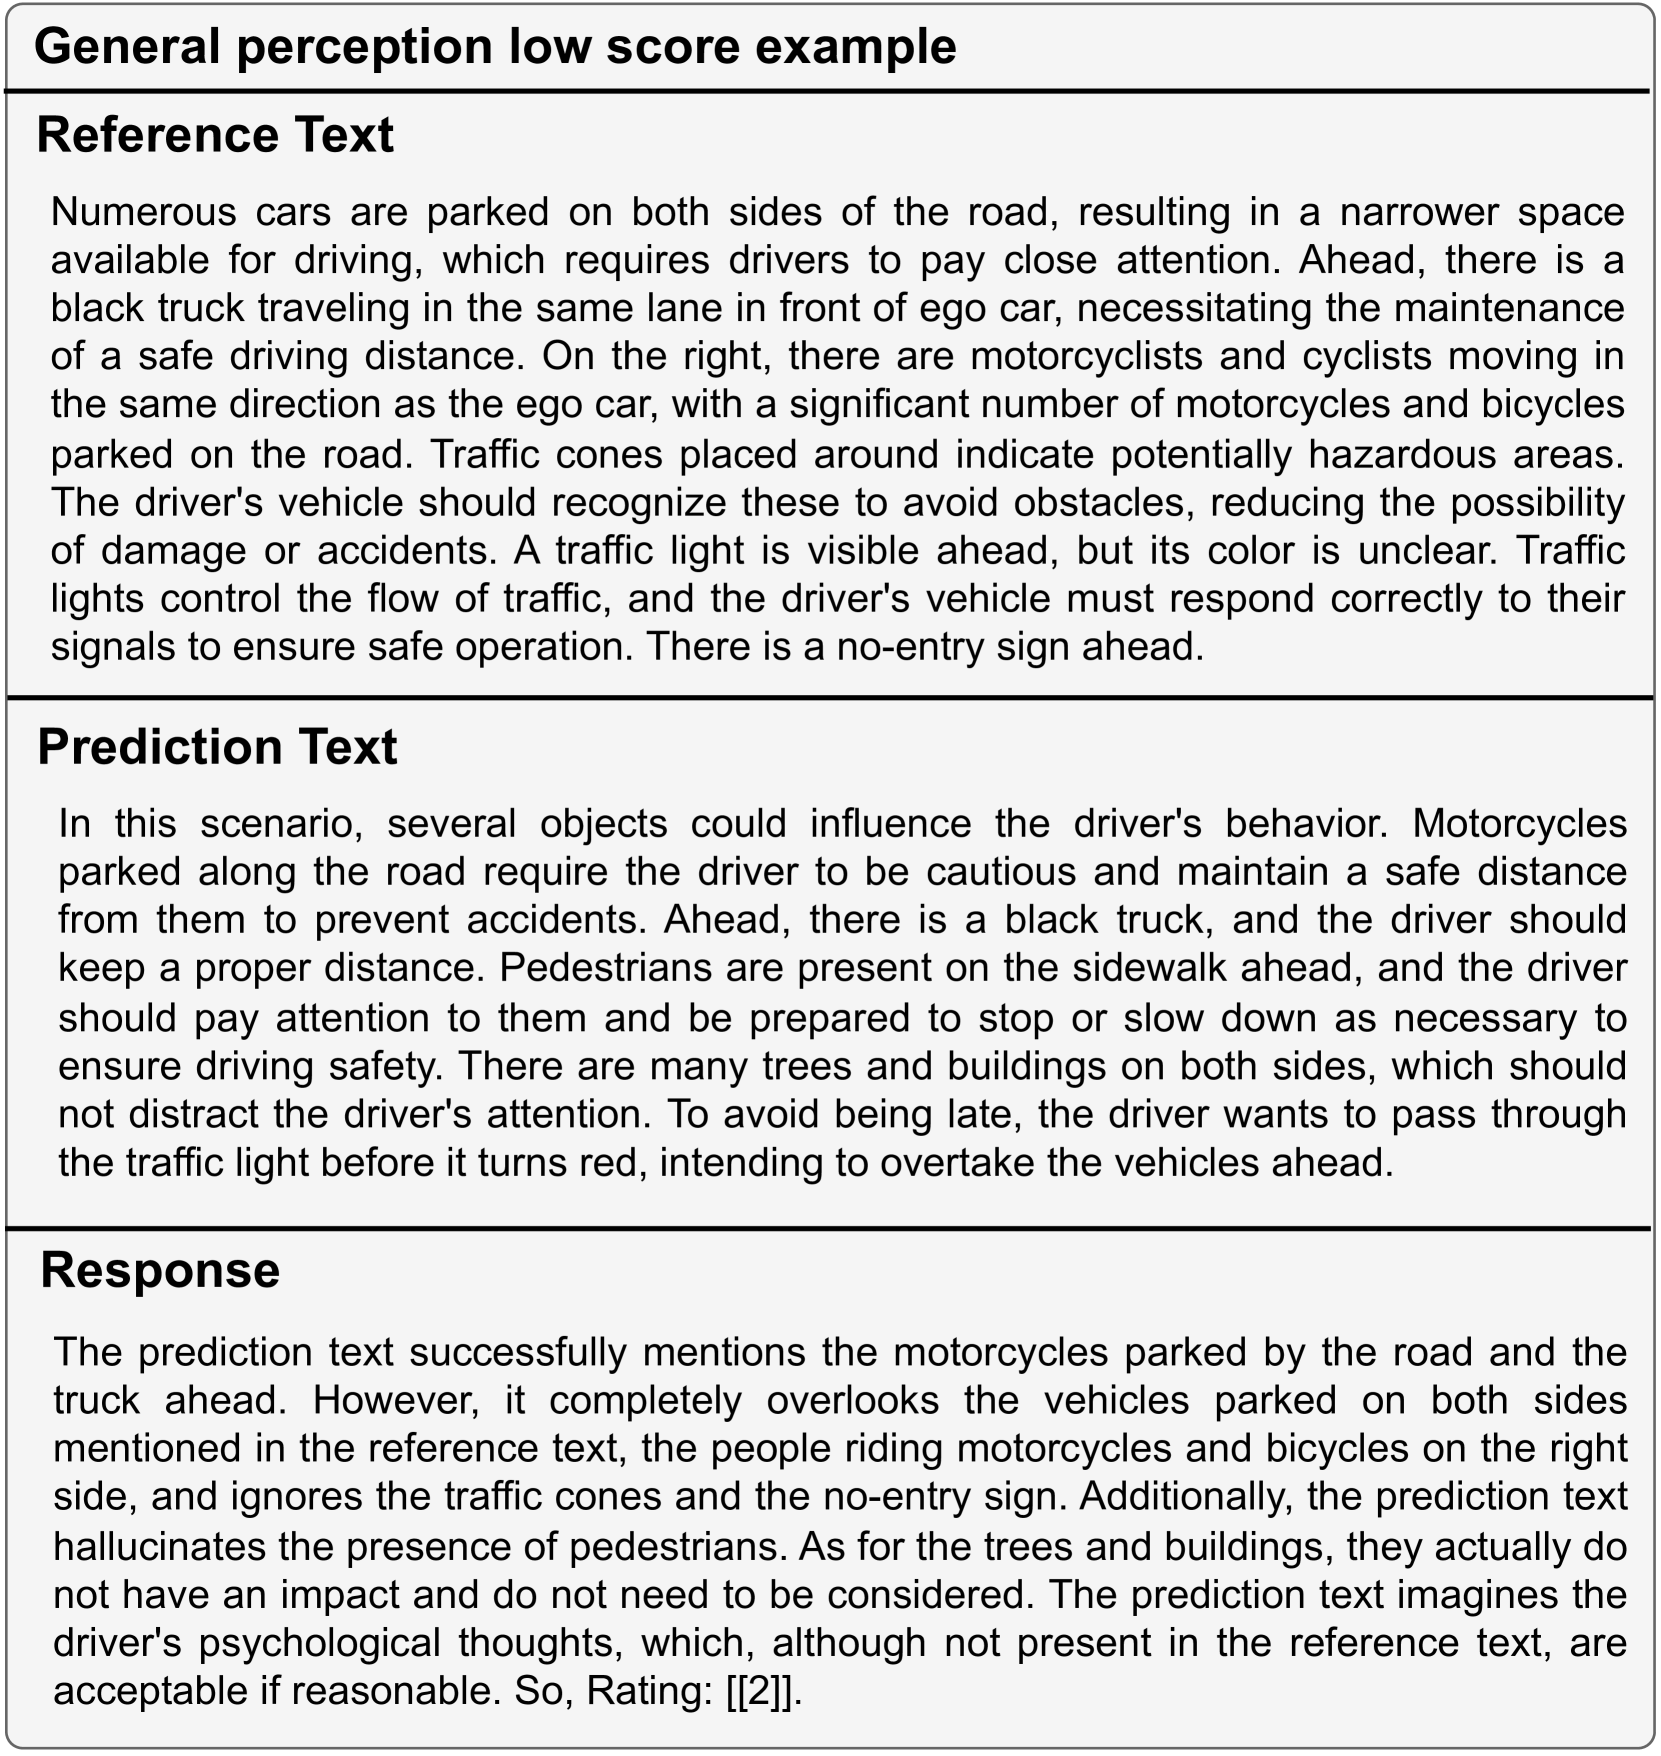 General perception low score example
Reference Text
Numerous cars are parked on both sides of the road, resulting in a narrower space
available for driving, which requires drivers to pay close attention. Ahead, there is a
black truck traveling in the same lane in front of ego car, necessitating the maintenance
of a safe driving distance. On the right, there are motorcyclists and cyclists moving in
the same direction as the ego car, with a significant number of motorcycles and bicycles
parked on the road. Traffic cones placed around indicate potentially hazardous areas.
The driver's vehicle should recognize these to avoid obstacles, reducing the possibility
of damage or accidents. A traffic light is visible ahead, but its color is unclear. Traffic
lights control the flow of traffic, and the driver's vehicle must respond correctly to their
signals to ensure safe operation. There is a no-entry sign ahead.
Prediction Text
In this scenario, several objects could influence the driver's behavior. Motorcycles
parked along the road require the driver to be cautious and maintain a safe distance
from them to prevent accidents. Ahead, there is a black truck, and the driver should
keep a proper distance. Pedestrians are present on the sidewalk ahead, and the driver
should pay attention to them and be prepared to stop or slow down as necessary to
ensure driving safety. There are many trees and buildings on both sides, which should
not distract the driver's attention. To avoid being late, the driver wants to pass through
the traffic light before it turns red, intending to overtake the vehicles ahead.
Response
The prediction text successfully mentions the motorcycles parked by the road and the
truck ahead. However, it completely overlooks the vehicles parked on both sides
mentioned in the reference text, the people riding motorcycles and bicycles on the right
side, and ignores the traffic cones and the no-entry sign. Additionally, the prediction text
hallucinates the presence of pedestrians. As for the trees and buildings, they actually do
not have an impact and do not need to be considered. The prediction text imagines the
driver's psychological thoughts, which, although not present in the reference text, are
acceptable if reasonable. So, Rating: [[2]].